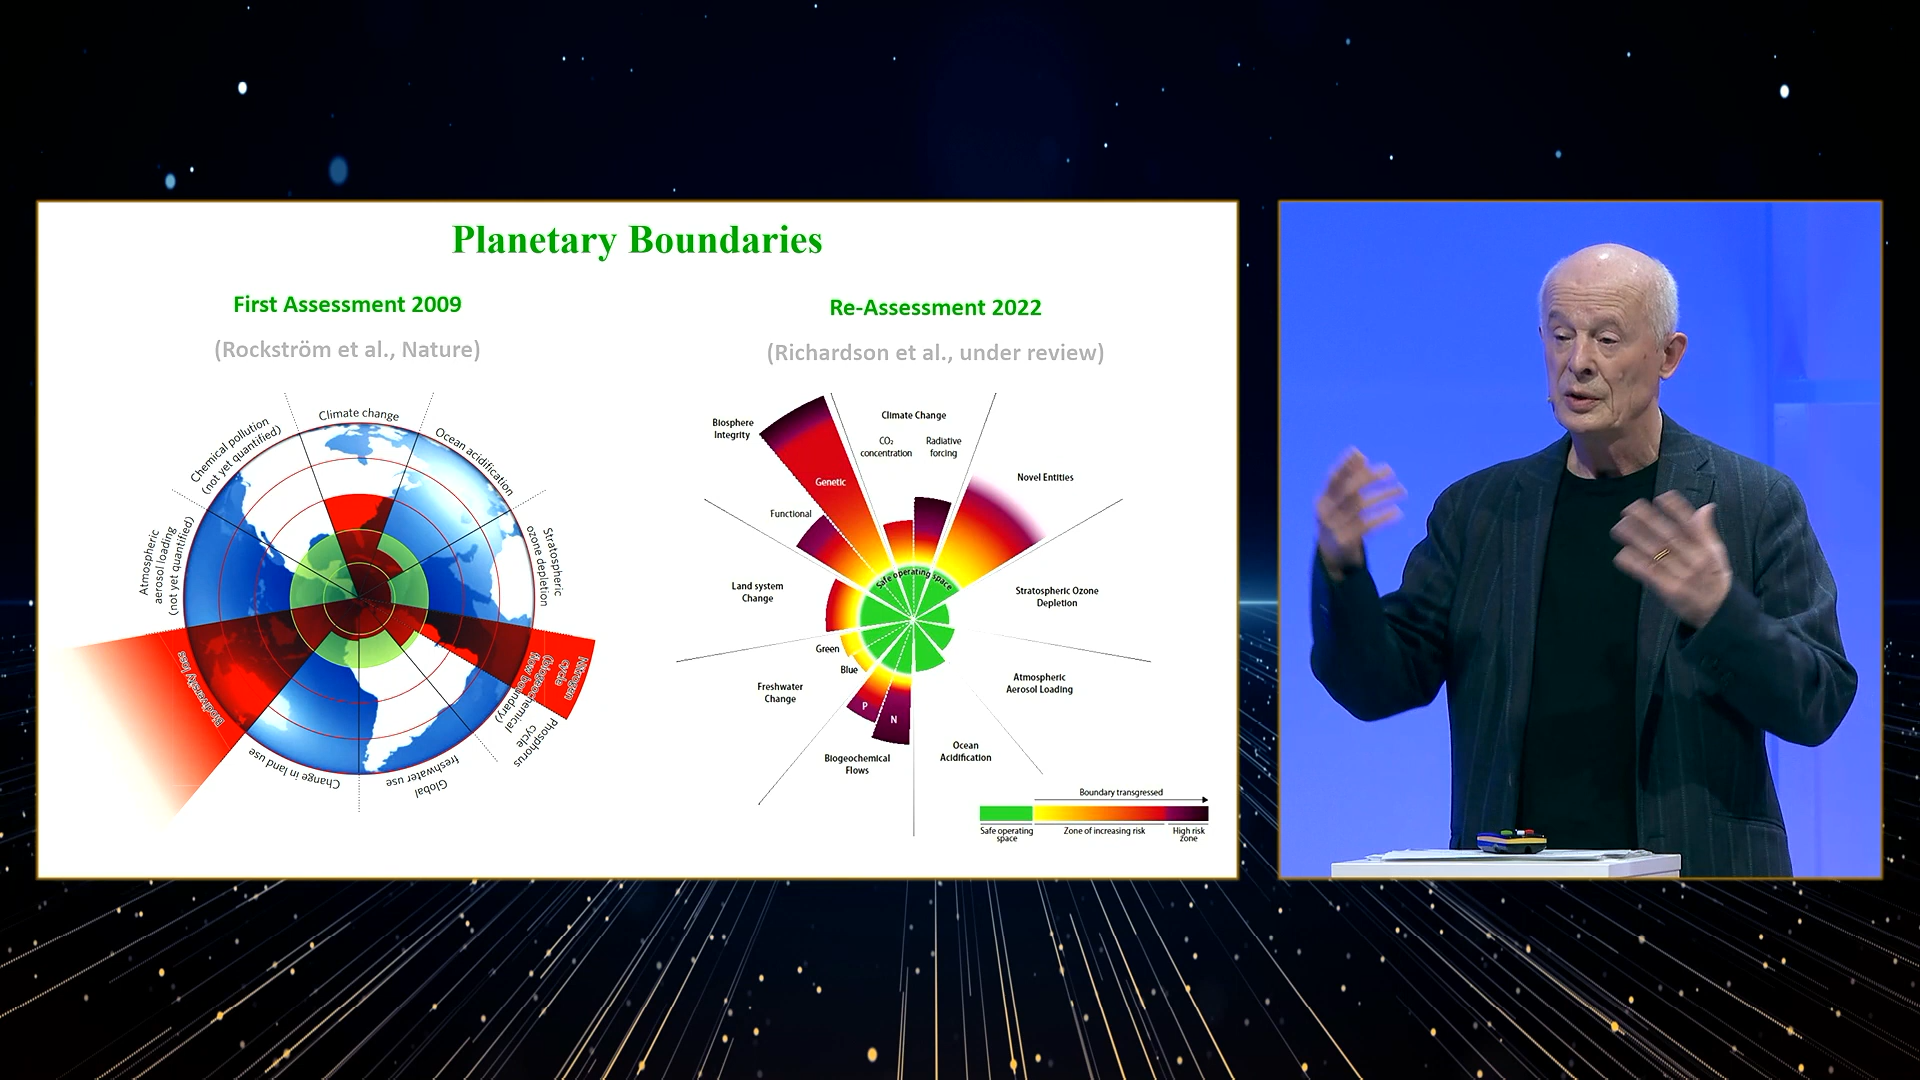 Planetary Boundaries
First Assessment 2009
(Rockström et al., Nature)
Climate change
Ocean acidification
Stratospheric
ozone depletion
Nitrogen
cycle
(biogeochemical
flow boundary)
Phosphorus
cycle
Global
freshwater use
Change in land use
Biodiversity loss
Atmospheric
aerosol loading
(not yet quantified)
Chemical pollution
(not yet quantified)
Re-Assessment 2022
(Richardson et al., under review)
Biosphere
Integrity
Genetic
Functional
Climate Change
CO₂
concentration
Radiative
forcing
Novel Entities
Safe operating space
Stratospheric Ozone
Depletion
Atmospheric
Aerosol Loading
Ocean
Acidification
Biogeochemical
Flows
P
N
Freshwater
Change
Green
Blue
Land system
Change
Boundary transgressed
Safe operating
space
Zone of increasing risk
High risk
zone